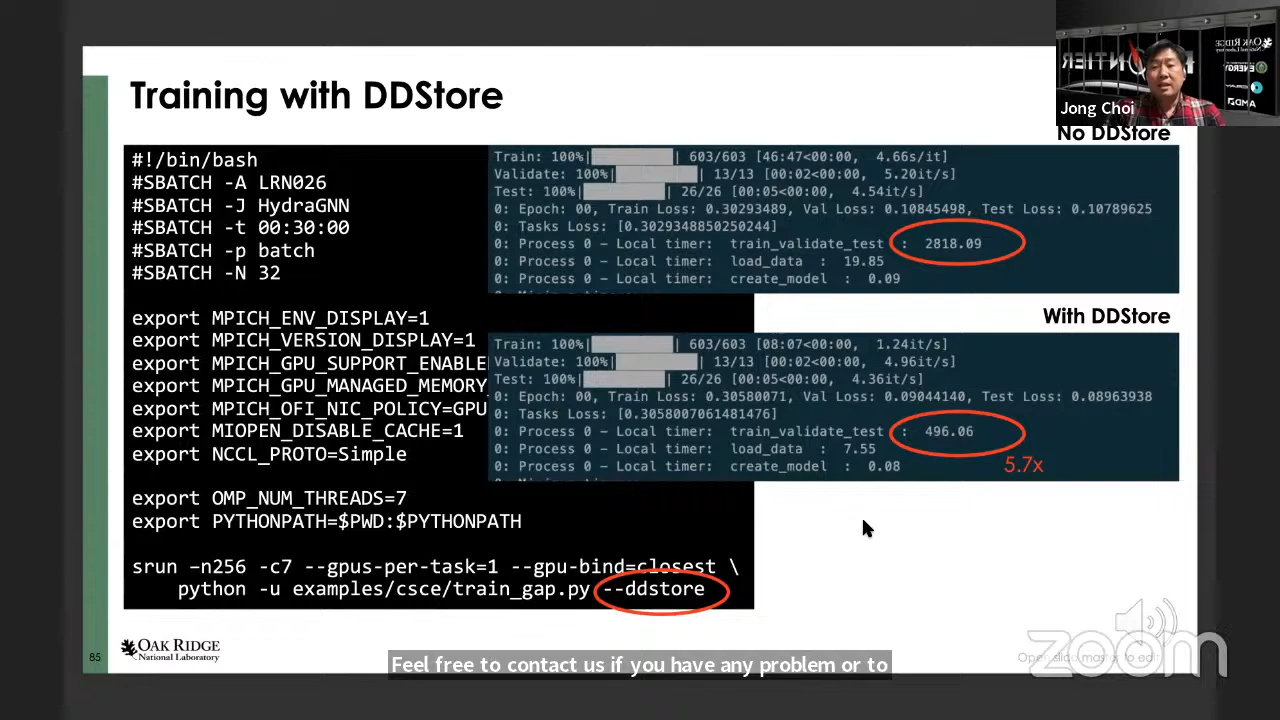 Training with DDStore
Jong Choi
OAK RIDGE
ENERGY
AMD
No DDStore
#!/bin/bash
#SBATCH -A LRN026
#SBATCH -J HydraGNN
#SBATCH -t 00:30:00
#SBATCH -p batch
#SBATCH -N 32
export MPICH_ENV_DISPLAY=1
export MPICH_VERSION_DISPLAY=1
export MPICH_GPU_SUPPORT_ENABLE
export MPICH_GPU_MANAGED_MEMORY
export MPICH_OFI_NIC_POLICY=GPU
export MIOPEN_DISABLE_CACHE=1
export NCCL_PROTO=Simple
export OMP_NUM_THREADS=7
export PYTHONPATH=$PWD:$PYTHONPATH
srun –n256 -c7 --gpus-per-task=1 --gpu-bind=closest \
python -u examples/csce/train_gap.py --ddstore
Train: 100%| | 603/603 [46:47<00:00, 4.66s/it]
Validate: 100%| | 13/13 [00:02<00:00, 5.20it/s]
Test: 100%| | 26/26 [00:05<00:00, 4.54it/s]
0: Epoch: 00, Train Loss: 0.30293489, Val Loss: 0.10845498, Test Loss: 0.10789625
0: Tasks Loss: [0.3029348850250244]
0: Process 0 – Local timer: train_validate_test : 2818.09
0: Process 0 – Local timer: load_data : 19.85
0: Process 0 – Local timer: create_model : 0.09
With DDStore
Train: 100%| | 603/603 [08:07<00:00, 1.24it/s]
Validate: 100%| | 13/13 [00:02<00:00, 4.96it/s]
Test: 100%| | 26/26 [00:05<00:00, 4.36it/s]
0: Epoch: 00, Train Loss: 0.30580071, Val Loss: 0.09044140, Test Loss: 0.08963938
0: Tasks Loss: [0.3058007061481476]
0: Process 0 – Local timer: train_validate_test : 496.06
0: Process 0 – Local timer: load_data : 7.55
0: Process 0 – Local timer: create_model : 0.08
5.7x
85
OAK RIDGE
National Laboratory
Open slide master to edit
zoom
Feel free to contact us if you have any problem or to